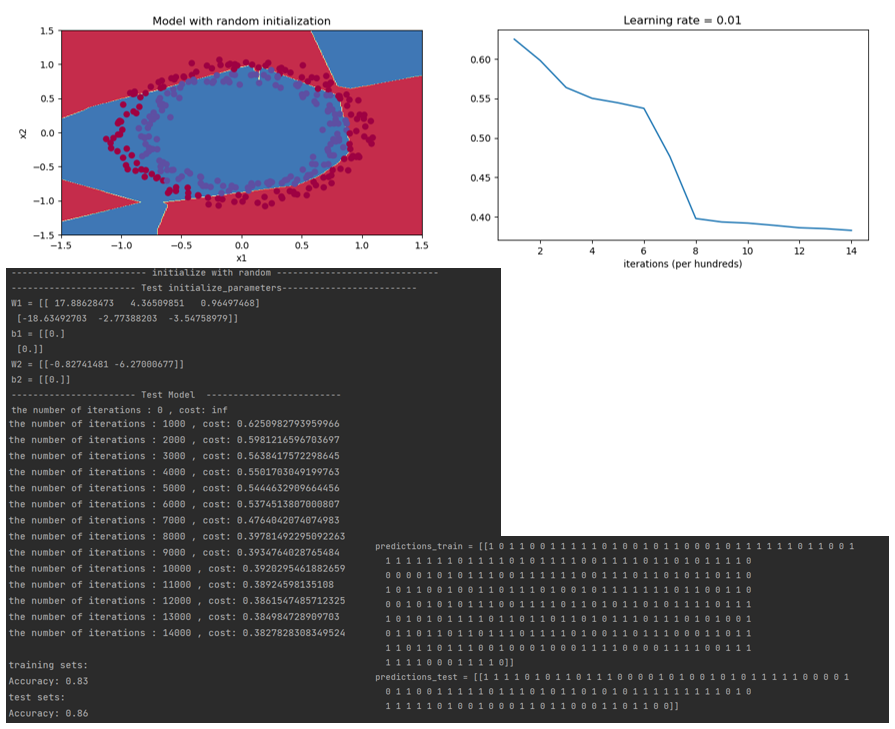 Model with random initialization
1.5
1.0
0.5
0.0
−0.5
−1.0
−1.5
x2
−1.5 −1.0 −0.5 0.0 0.5 1.0 1.5
x1
Learning rate = 0.01
0.60
0.55
0.50
0.45
0.40
2 4 6 8 10 12 14
iterations (per hundreds)
------------------------ initialize with random -----------------------------
---------------------- Test initialize_parameters------------------------
W1 = [[ 17.88628473   4.36509851   0.96497468]
[-18.63492703  -2.77388203  -3.54758979]]
b1 = [[0.]
[0.]]
W2 = [[-0.82741481 -6.27000677]]
b2 = [[0.]]
---------------------- Test Model  ------------------------
the number of iterations : 0 , cost: inf
the number of iterations : 1000 , cost: 0.6250982793959966
the number of iterations : 2000 , cost: 0.5981216596703697
the number of iterations : 3000 , cost: 0.5638417572298645
the number of iterations : 4000 , cost: 0.5501703049199763
the number of iterations : 5000 , cost: 0.5444632909664456
the number of iterations : 6000 , cost: 0.5374513807000807
the number of iterations : 7000 , cost: 0.4764042074074983
the number of iterations : 8000 , cost: 0.39781492295092263
the number of iterations : 9000 , cost: 0.3934764028765484
the number of iterations : 10000 , cost: 0.3920295461882659
the number of iterations : 11000 , cost: 0.38924598135108
the number of iterations : 12000 , cost: 0.3861547485712325
the number of iterations : 13000 , cost: 0.384984728909703
the number of iterations : 14000 , cost: 0.3827828308349524
training sets:
Accuracy: 0.83
test sets:
Accuracy: 0.86
predictions_train = [[1 0 1 1 0 0 1 1 1 1 1 0 1 0 0 1 0 1 1 0 0 0 1 0 1 1 1 1 1 1 0 1 1 0 0 1
1 1 1 1 1 1 1 0 1 1 1 1 0 1 0 1 1 0 1 1 1 1 0 0 1 1 1 1 0 1 1 0 1 0 1 1 1 1 0
0 0 0 0 1 0 1 0 1 1 1 0 1 1 1 1 1 0 0 0 0 0 1 1 1 1 0 1 1 0 1 0 1 1 1 0 1 1 0
1 0 1 1 0 0 1 1 0 0 1 1 1 0 1 1 1 0 1 1 1 0 1 1 0 1 0 0 1 1 0 1 1 0 1 1 1 0
0 0 1 0 1 0 1 0 1 1 1 0 1 1 1 0 0 1 1 0 1 0 1 1 1 0 1 1 0 1 0 1 1 1 1 0 1 1 1
1 0 1 0 1 0 1 1 1 1 0 1 1 1 1 0 1 1 0 0 1 1 0 1 0 1 1 1 0 1 1 1 1 0 1 1 1 0 1
0 1 1 0 1 1 0 1 1 0 1 1 1 0 1 1 1 1 0 1 0 0 1 1 1 1 0 0 0 1 1 0 1 1 1 1 0 1 1 0
1 1 0 1 1 0 1 1 1 0 0 1 0 0 0 1 0 0 0 1 1 1 1 0 0 0 0 1 1 1 1 0 0 1 1 1 0
1 1 1 1 0 0 0 1 1 1 1 0]]
predictions_test = [[1 1 1 1 0 1 0 1 1 0 1 1 1 0 0 0 0 1 0 1 0 0 1 0 1 0 1 1 1 1 1 0 0 0 0 1
0 1 1 0 0 1 1 1 1 1 0 1 1 1 0 1 0 1 1 0 1 0 1 0 1 1 1 1 1 1 1 1 1 0 1 0
1 1 1 1 1 0 1 0 0 1 0 0 0 1 1 0 1 1 0 0 0 1 1 0 1 1 0 0]]